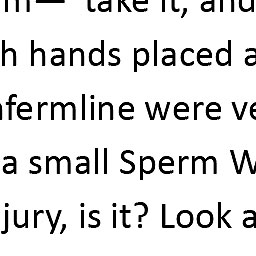 m— take it, and
h hands placed a
nfermline were ve
a small Sperm W
jury, is it? Look a